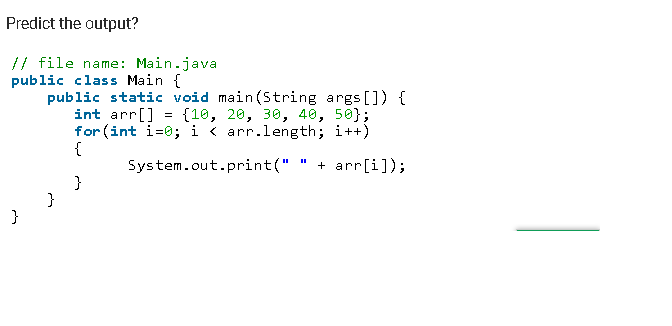 Predict the output?
// file name: Main.java
public class Main {
    public static void main(String args[]) {
       int arr[] = {10, 20, 30, 40, 50};
       for(int i=0; i < arr.length; i++)
       {
             System.out.print(" " + arr[i]);
       }
    }
}